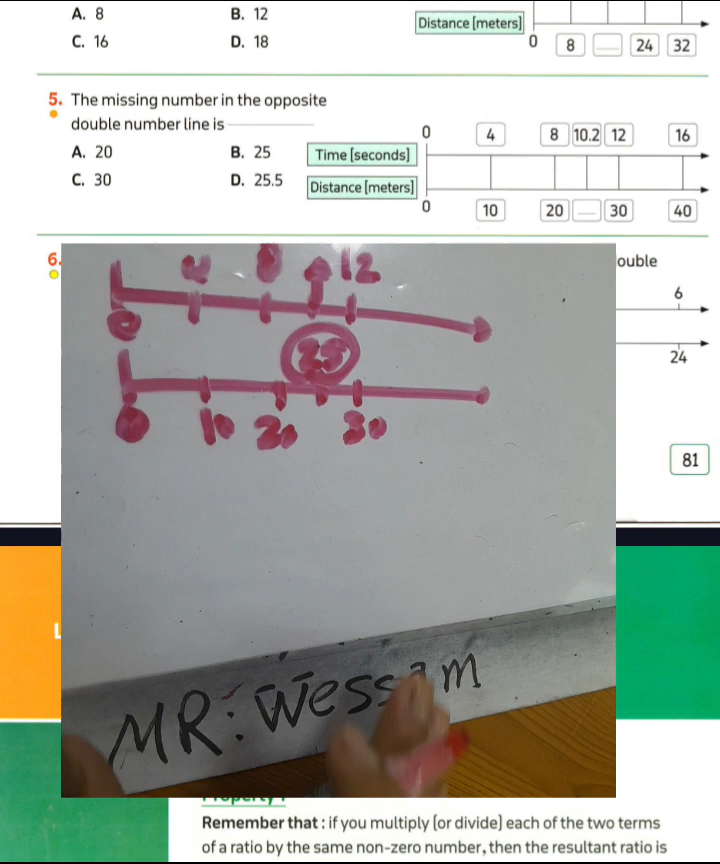 A. 8 B. 12
C. 16 D. 18
Distance [meters]
0 8 24 32
5. The missing number in the opposite
double number line is
A. 20 B. 25
C. 30 D. 25.5
0 4 8 10.2 12 16
Time [seconds]
Distance [meters]
0 10 20 30 40
6. ouble
6
24
81
4 8 12
0
25
0 10 20 30
MR: Wessam
L
Property 1
Remember that : if you multiply [or divide] each of the two terms
of a ratio by the same non-zero number, then the resultant ratio is